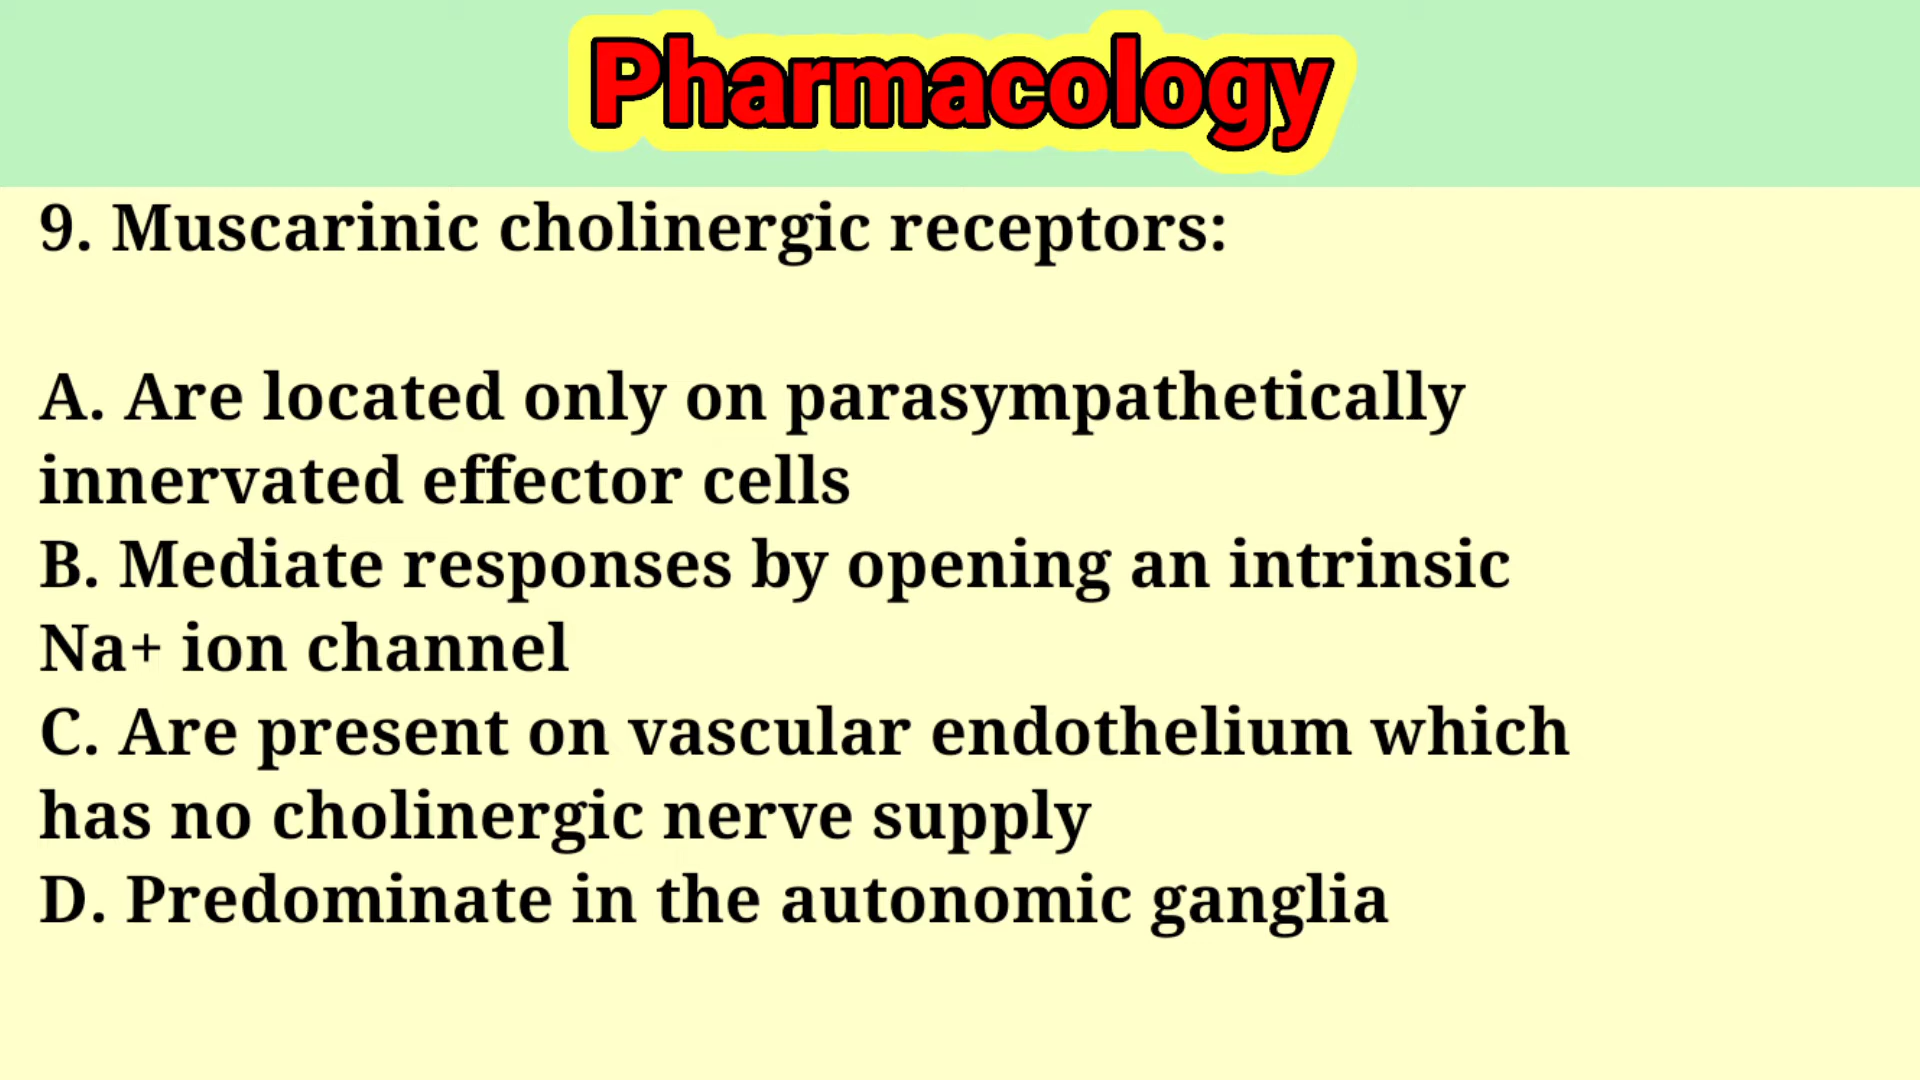 Pharmacology
9. Muscarinic cholinergic receptors:
A. Are located only on parasympathetically
innervated effector cells
B. Mediate responses by opening an intrinsic
Na+ ion channel
C. Are present on vascular endothelium which
has no cholinergic nerve supply
D. Predominate in the autonomic ganglia